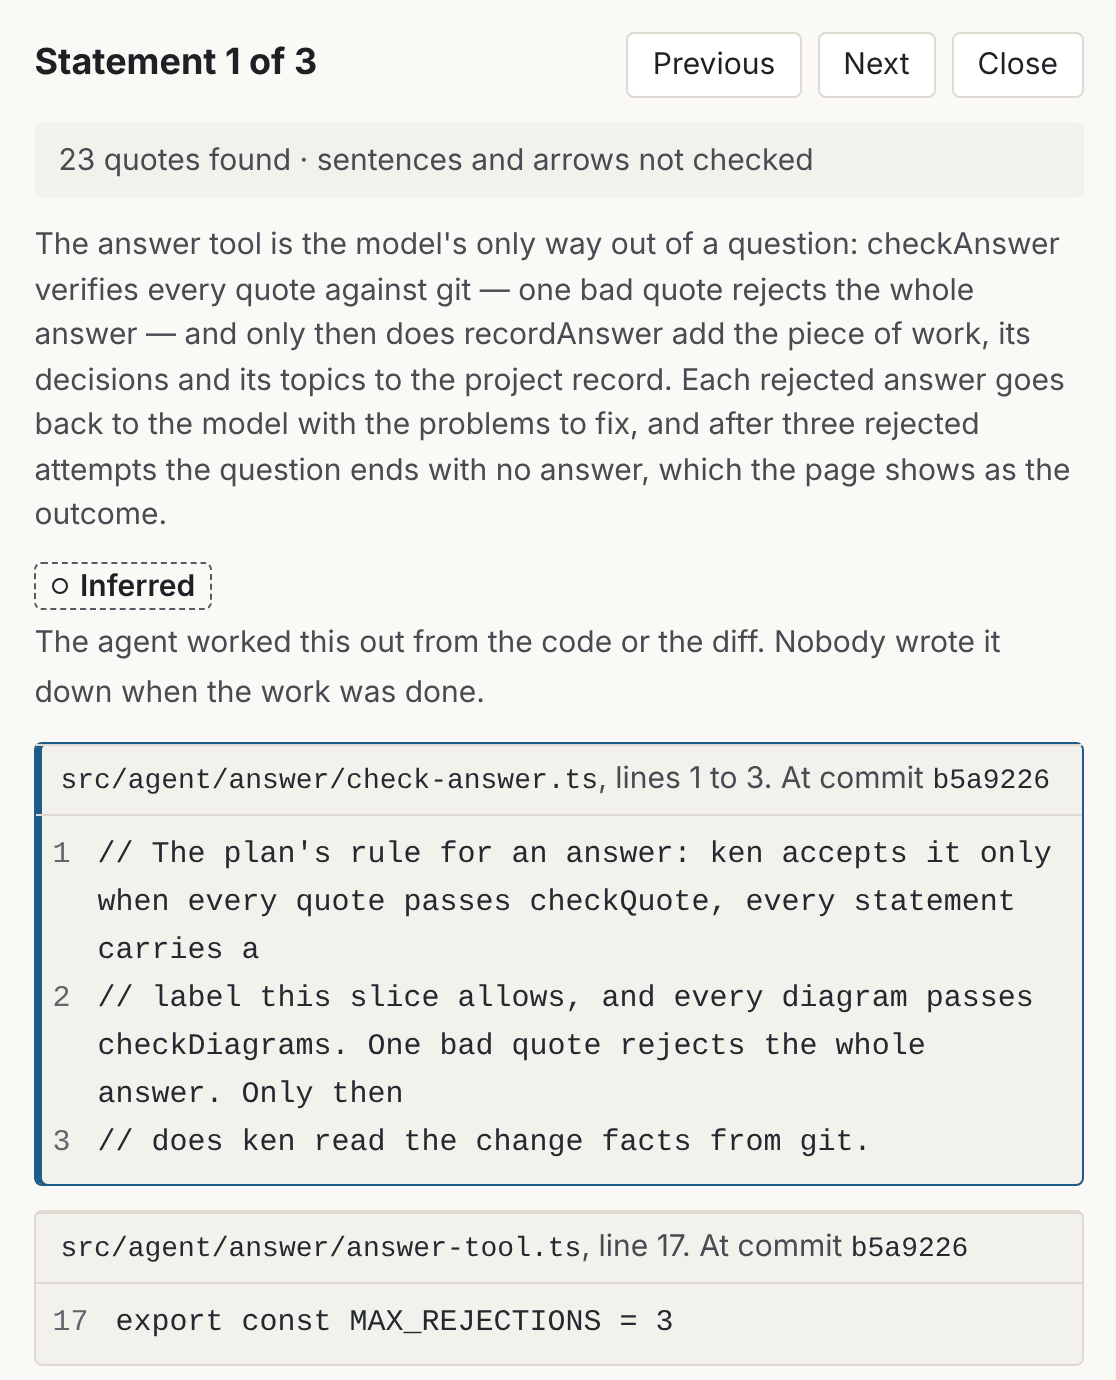 Statement 1 of 3
Previous
Next
Close
23 quotes found · sentences and arrows not checked
The answer tool is the model's only way out of a question: checkAnswer
verifies every quote against git — one bad quote rejects the whole
answer — and only then does recordAnswer add the piece of work, its
decisions and its topics to the project record. Each rejected answer goes
back to the model with the problems to fix, and after three rejected
attempts the question ends with no answer, which the page shows as the
outcome.
Inferred
The agent worked this out from the code or the diff. Nobody wrote it
down when the work was done.
src/agent/answer/check-answer.ts, lines 1 to 3. At commit b5a9226
1 // The plan's rule for an answer: ken accepts it only
when every quote passes checkQuote, every statement
carries a
2 // label this slice allows, and every diagram passes
checkDiagrams. One bad quote rejects the whole
answer. Only then
3 // does ken read the change facts from git.
src/agent/answer/answer-tool.ts, line 17. At commit b5a9226
17 export const MAX_REJECTIONS = 3